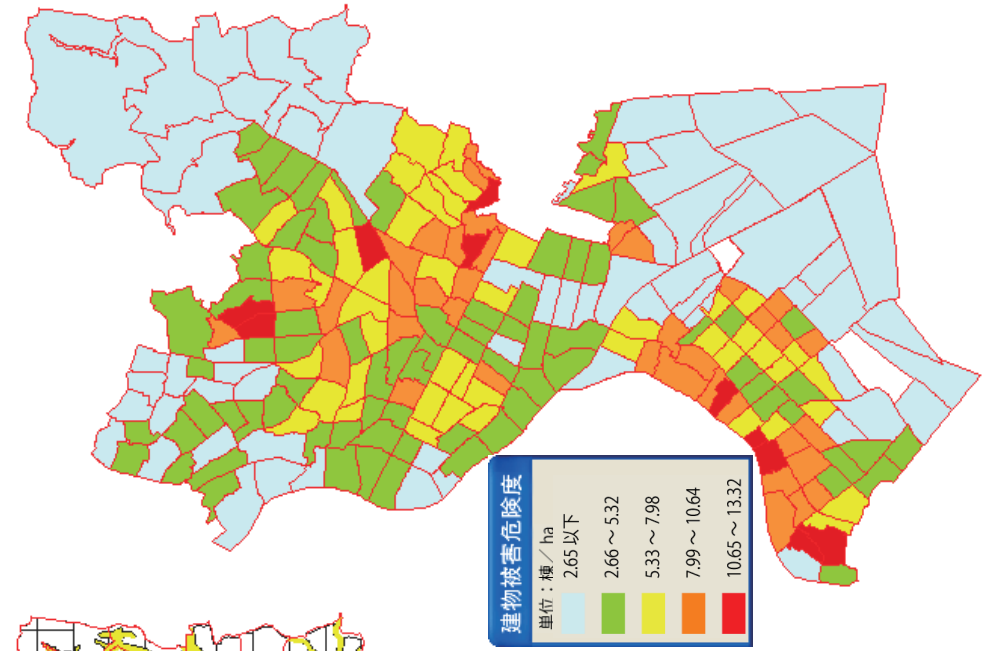 建物被害危険度
単位：棟／ha
2.65 以下
2.66 ～ 5.32
5.33 ～ 7.98
7.99 ～ 10.64
10.65 ～ 13.32